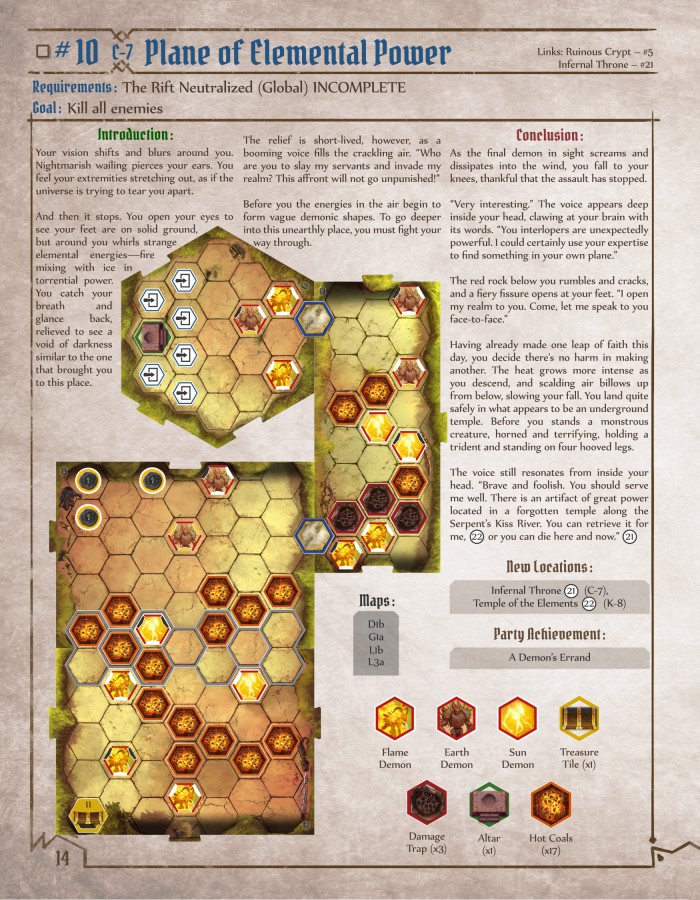 #10 C-7 Plane of Elemental Power
Links: Ruinous Crypt – #5
Infernal Throne – #21
Requirements: The Rift Neutralized (Global) INCOMPLETE
Goal: Kill all enemies
Introduction:
Your vision shifts and blurs around you.
Nightmarish wailing pierces your ears. You
feel your extremities stretching out, as if the
universe is trying to tear you apart.
And then it stops. You open your eyes to
see your feet are on solid ground,
but around you whirls strange
elemental energies—fire
mixing with ice in
torrential power.
You catch your
breath and
glance back,
relieved to see a
void of darkness
similar to the one
that brought you
to this place.
The relief is short-lived, however, as a
booming voice fills the crackling air. “Who
are you to slay my servants and invade my
realm? This affront will not go unpunished!”
Before you the energies in the air begin to
form vague demonic shapes. To go deeper
into this unearthly place, you must fight your
way through.
Conclusion:
As the final demon in sight screams and
dissipates into the wind, you fall to your
knees, thankful that the assault has stopped.
“Very interesting.” The voice appears deep
inside your head, clawing at your brain with
its words. “You interlopers are unexpectedly
powerful. I could certainly use your expertise
to find something in your own plane.”
The red rock below you rumbles and cracks,
and a fiery fissure opens at your feet. “I open
my realm to you. Come, let me speak to you
face-to-face.”
Having already made one leap of faith this
day, you decide there’s no harm in making
another. The heat grows more intense as
you descend, and scalding air billows up
from below, slowing your fall. You land quite
safely in what appears to be an underground
temple. Before you stands a monstrous
creature, horned and terrifying, holding a
trident and standing on four hooved legs.
The voice still resonates from inside your
head. “Brave and foolish. You should serve
me well. There is an artifact of great power
located in a forgotten temple along the
Serpent’s Kiss River. You can retrieve it for
me, 22 or you can die here and now.” 21
New Locations:
Infernal Throne 21 (C-7),
Temple of the Elements 22 (K-8)
Party Achievement:
A Demon’s Errand
Maps:
D1b
G1a
L1b
L3a
1
1
1
Flame
Demon
Earth
Demon
Sun
Demon
Treasure
Tile (x1)
Damage
Trap (x3)
Altar
(x1)
Hot Coals
(x17)
14